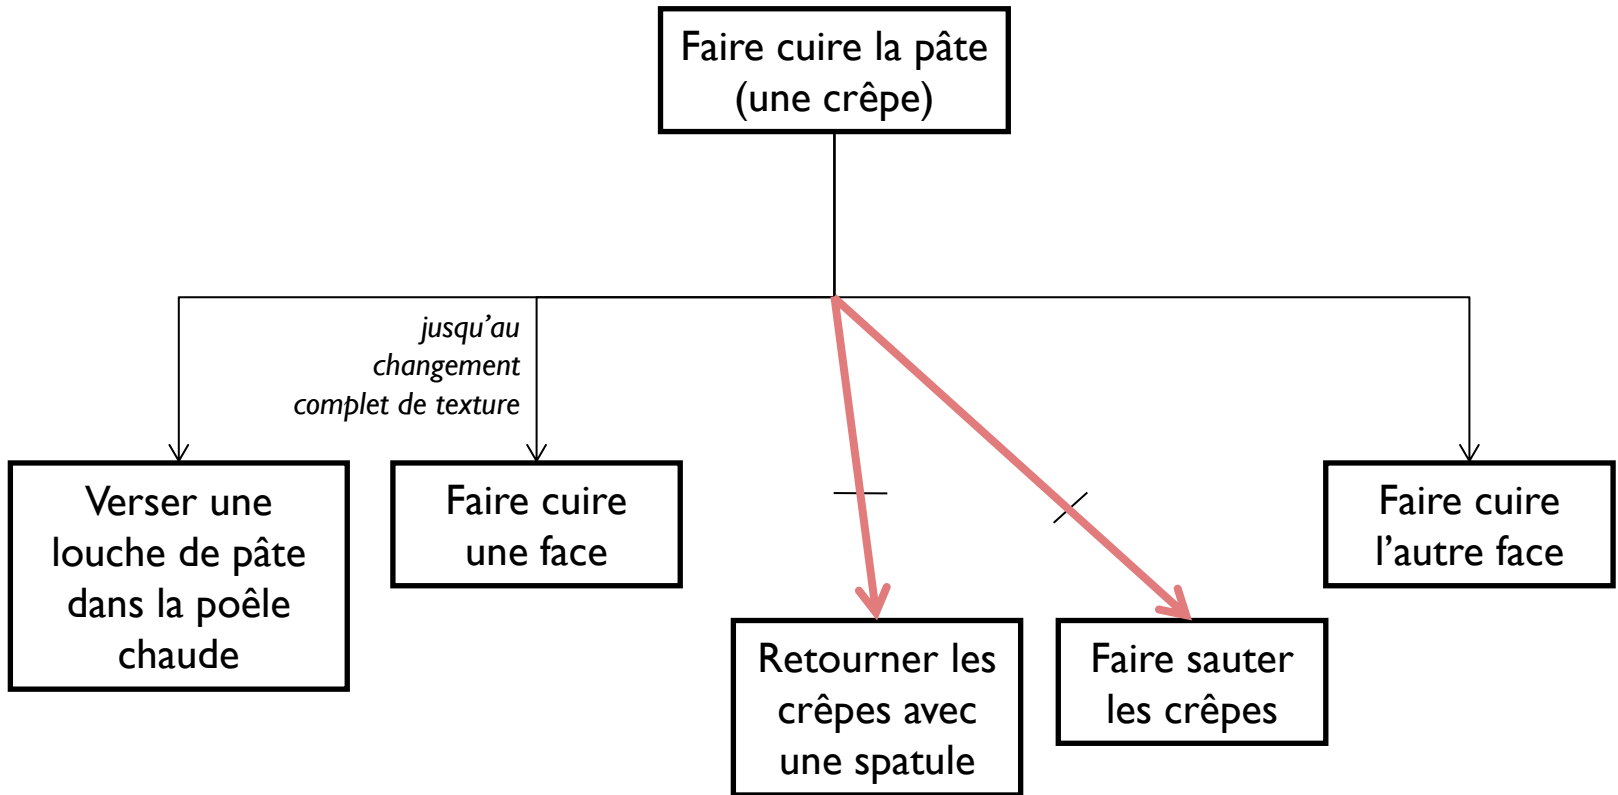 Faire cuire la pâte
(une crêpe)
jusqu’au
changement
complet de texture
Verser une
louche de pâte
dans la poêle
chaude
Faire cuire
une face
Retourner les
crêpes avec
une spatule
Faire sauter
les crêpes
Faire cuire
l’autre face